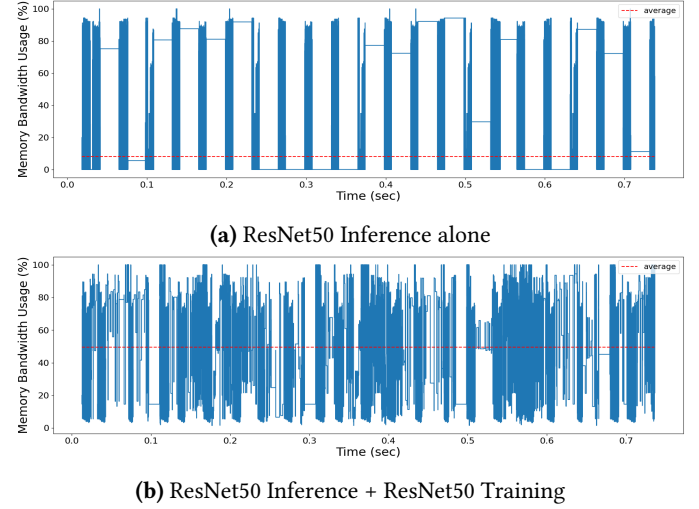 100
80
60
40
20
0
Memory Bandwidth Usage (%)
average
0.0 0.1 0.2 0.3 0.4 0.5 0.6 0.7
Time (sec)
(a) ResNet50 Inference alone
100
80
60
40
20
0
Memory Bandwidth Usage (%)
average
0.0 0.1 0.2 0.3 0.4 0.5 0.6 0.7
Time (sec)
(b) ResNet50 Inference + ResNet50 Training